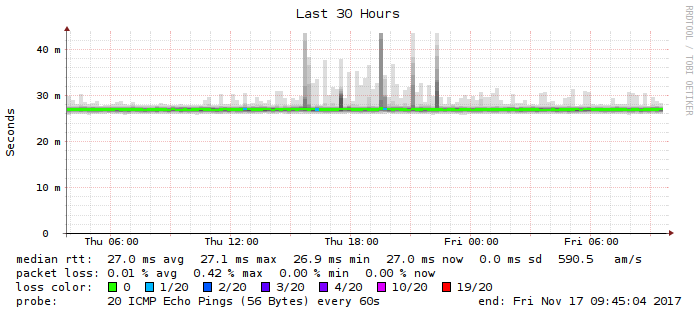 Last 30 Hours
RRDTOOL / TOBI OETIKER
Seconds
40 m
30 m
20 m
10 m
0
Thu 06:00 Thu 12:00 Thu 18:00 Fri 00:00 Fri 06:00
median rtt: 27.0 ms avg 27.1 ms max 26.9 ms min 27.0 ms now 0.0 ms sd 590.5 am/s
packet loss: 0.01 % avg 0.42 % max 0.00 % min 0.00 % now
loss color: 0 1/20 2/20 3/20 4/20 10/20 19/20
probe: 20 ICMP Echo Pings (56 Bytes) every 60s end: Fri Nov 17 09:45:04 2017